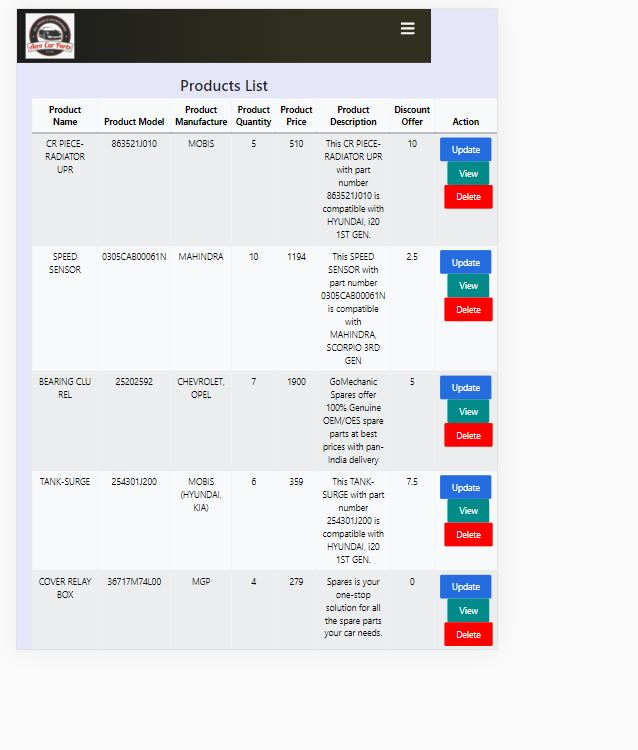 Aero Car Parts
Products List
Product Name	Product Model	Product Manufacture	Product Quantity	Product Price	Product Description	Discount Offer	Action
CR PIECE-RADIATOR UPR	863521J010	MOBIS	5	510	This CR PIECE-RADIATOR UPR with part number 863521J010 is compatible with HYUNDAI, i20 1ST GEN.	10	Update View Delete
SPEED SENSOR	0305CAB00061N	MAHINDRA	10	1194	This SPEED SENSOR with part number 0305CAB00061N is compatible with MAHINDRA, SCORPIO 3RD GEN	2.5	Update View Delete
BEARING CLU REL	25202592	CHEVROLET, OPEL	7	1900	GoMechanic Spares offer 100% Genuine OEM/OES spare parts at best prices with pan-India delivery	5	Update View Delete
TANK-SURGE	254301J200	MOBIS (HYUNDAI, KIA)	6	359	This TANK-SURGE with part number 254301J200 is compatible with HYUNDAI, i20 1ST GEN.	7.5	Update View Delete
COVER RELAY BOX	36717M74L00	MGP	4	279	Spares is your one-stop solution for all the spare parts your car needs.	0	Update View Delete